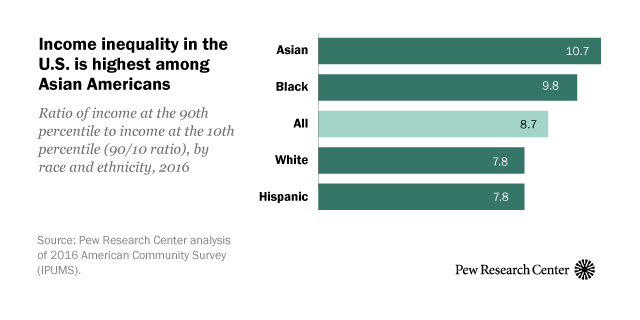 Income inequality in the
U.S. is highest among
Asian Americans
Ratio of income at the 90th
percentile to income at the 10th
percentile (90/10 ratio), by
race and ethnicity, 2016
Asian 10.7
Black 9.8
All 8.7
White 7.8
Hispanic 7.8
Source: Pew Research Center analysis
of 2016 American Community Survey
(IPUMS).
Pew Research Center